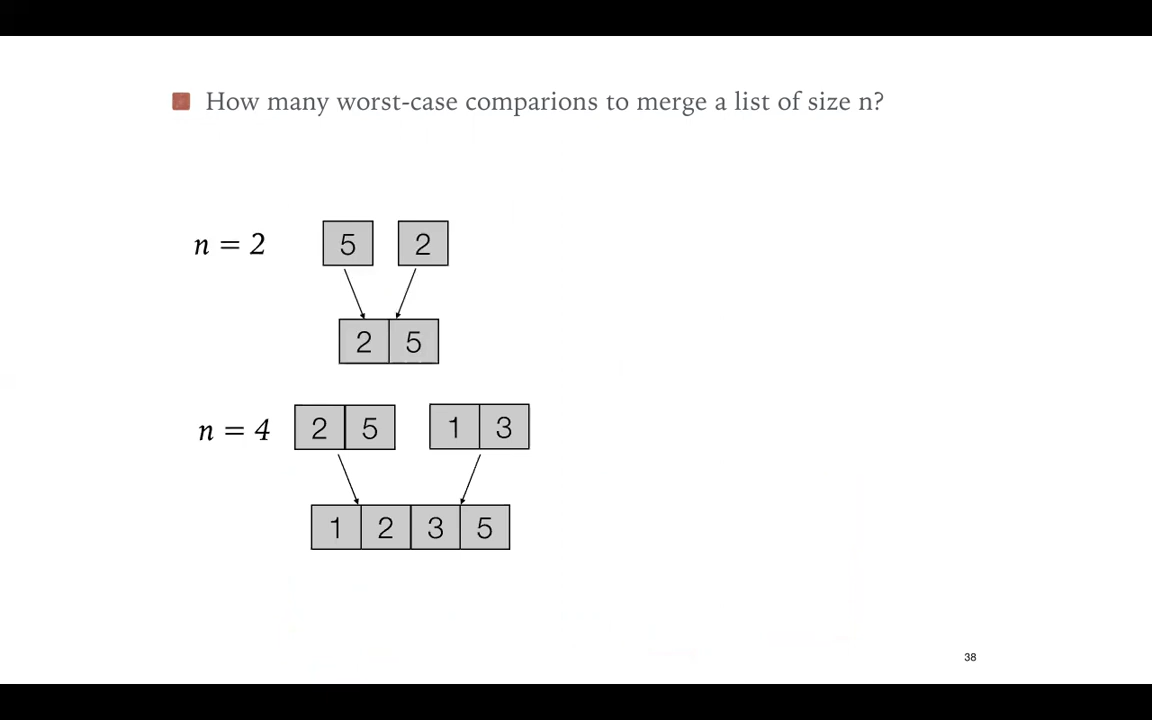 How many worst-case comparions to merge a list of size n?
n = 2
5 2
2 5
n = 4
2 5 1 3
1 2 3 5
38